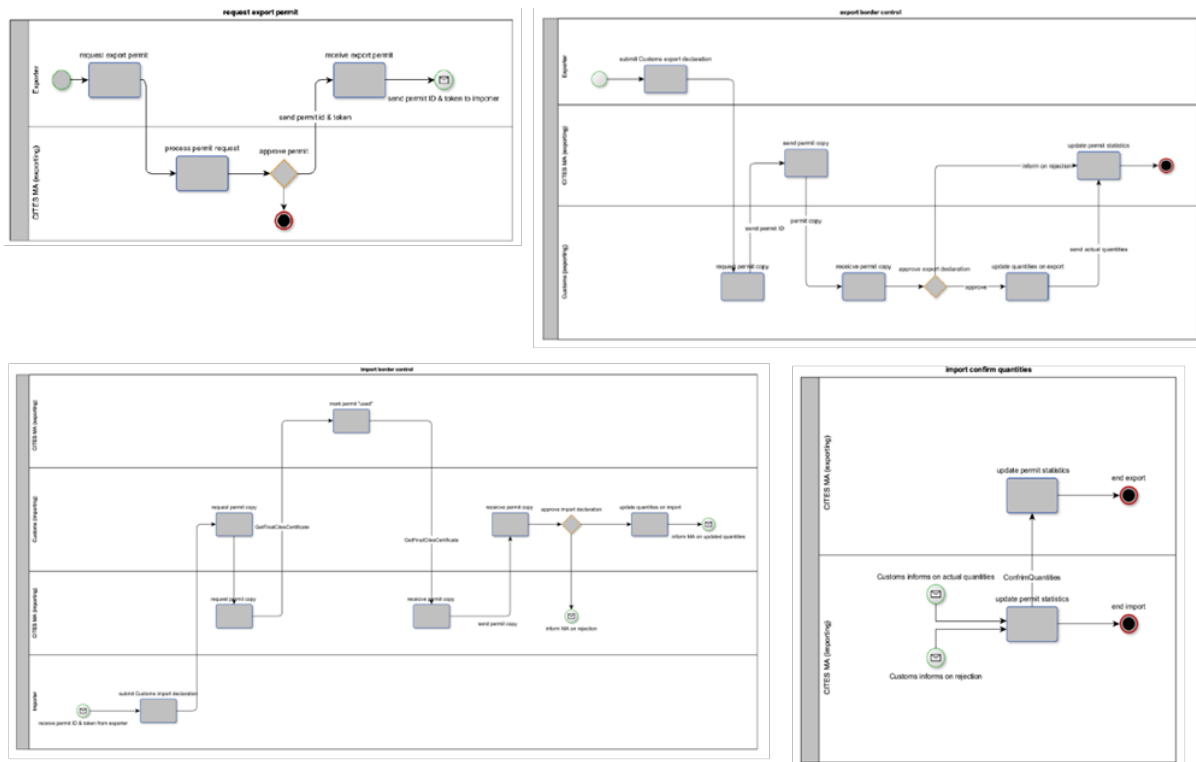 request export permit
Exporter
request export permit
receive export permit
send permit ID & token to imporer
send permit id & token
CITES MA (exporting)
process permit request
approve permit
export border control
Exporter
submit Customs export declaration
CITES MA (exporting)
send permit copy
update permit statistics
inform on rejection
Customs (exporting)
permit copy
send permit ID
send actual quantities
request permit copy
receive permit copy
approve export declaration
update quantities on export
approve
import border control
CITES MA (exporting)
mark permit "used"
Customs (importing)
request permit copy
GetFinalCitesCertificate
receive permit copy
approve import declaration
update quantities on import
inform MA on updated quantities
GetFinalCitesCertificate
CITES MA (importing)
request permit copy
receive permit copy
send permit copy
inform MA on rejection
Importer
submit Customs import declaration
receive permit ID & token from exporter
import confirm quantities
CITES MA (exporting)
update permit statistics
end export
CITES MA (importing)
Customs informs on actual quantities
ConfrimQuantities
update permit statistics
end import
Customs informs on rejection